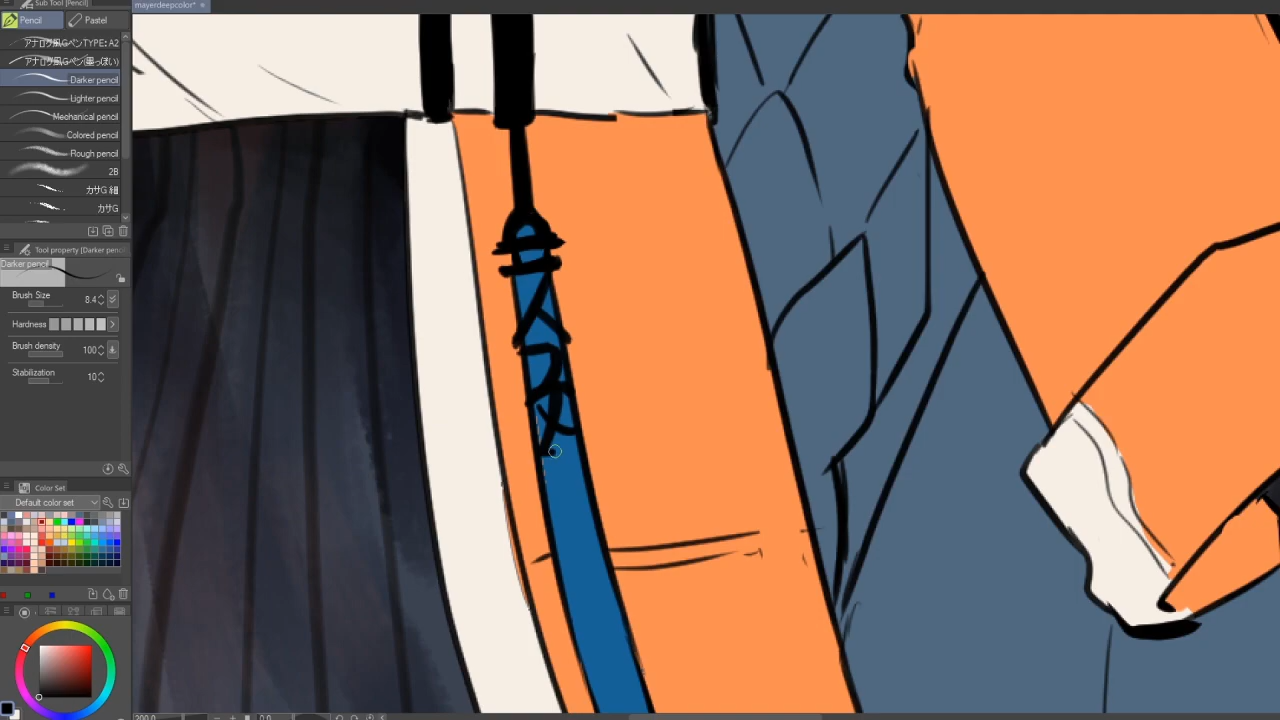 Sub Tool [Pencil]
mayerdeepcolor*
Pencil
Pastel
アナログ風GペンTYPE: A2
アナログ風Gペン(墨っぽい)
Darker pencil
Lighter pencil
Mechanical pencil
Colored pencil
Rough pencil
2B
カサG 細
カサG
Tool property [Darker penc
Darker pencil
Brush Size
8.4
Hardness
Brush density
100
Stabilization
10
Color Set
Default color set
200.0
0.0